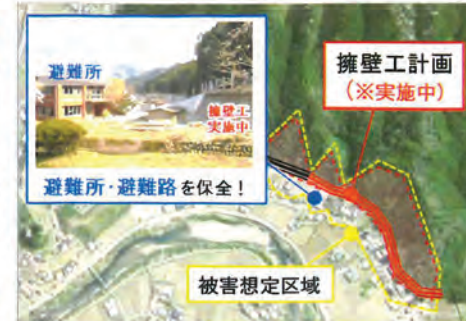 避難所
擁壁工
実施中
避難所・避難路を保全！
擁壁工計画
（※実施中）
被害想定区域